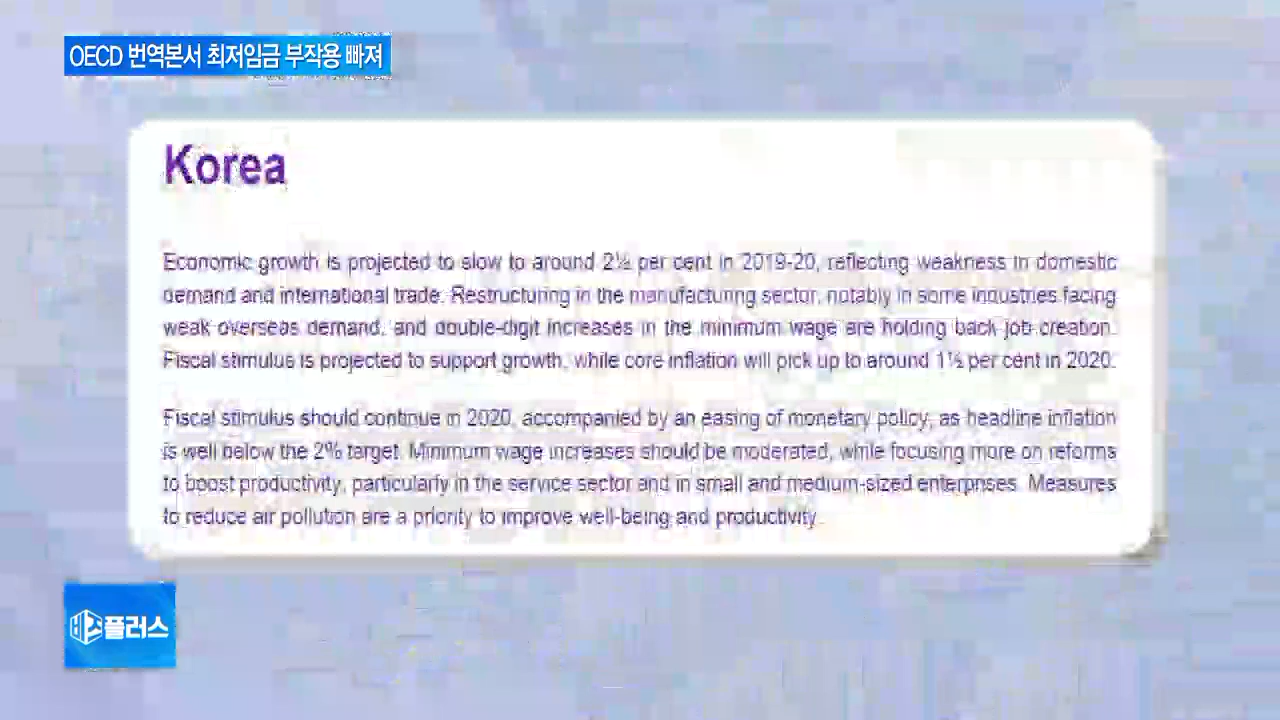 OECD 번역본서 최저임금 부작용 빠져
Korea
Economic growth is projected to slow to around 2½ per cent in 2019-20, reflecting weakness in domestic
demand and international trade. Restructuring in the manufacturing sector, notably in some industries facing
weak overseas demand, and double-digit increases in the minimum wage are holding back job creation.
Fiscal stimulus is projected to support growth, while core inflation will pick up to around 1½ per cent in 2020.
Fiscal stimulus should continue in 2020, accompanied by an easing of monetary policy, as headline inflation
is well below the 2% target. Minimum wage increases should be moderated, while focusing more on reforms
to boost productivity, particularly in the service sector and in small and medium-sized enterprises. Measures
to reduce air pollution are a priority to improve well-being and productivity.
비즈플러스